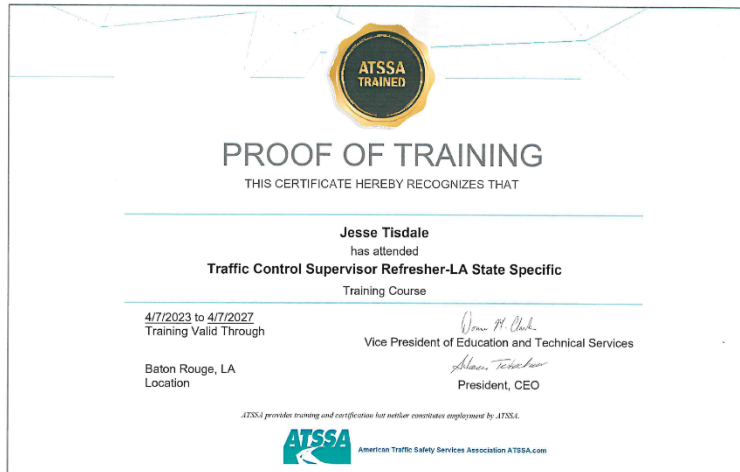 ATSSA
TRAINED
PROOF OF TRAINING
THIS CERTIFICATE HEREBY RECOGNIZES THAT
Jesse Tisdale
has attended
Traffic Control Supervisor Refresher-LA State Specific
Training Course
4/7/2023 to 4/7/2027
Training Valid Through
Vice President of Education and Technical Services
Baton Rouge, LA
Location
President, CEO
ATSSA provides training and certification but neither constitutes employment by ATSSA.
ATSSA
American Traffic Safety Services Association ATSSA.com